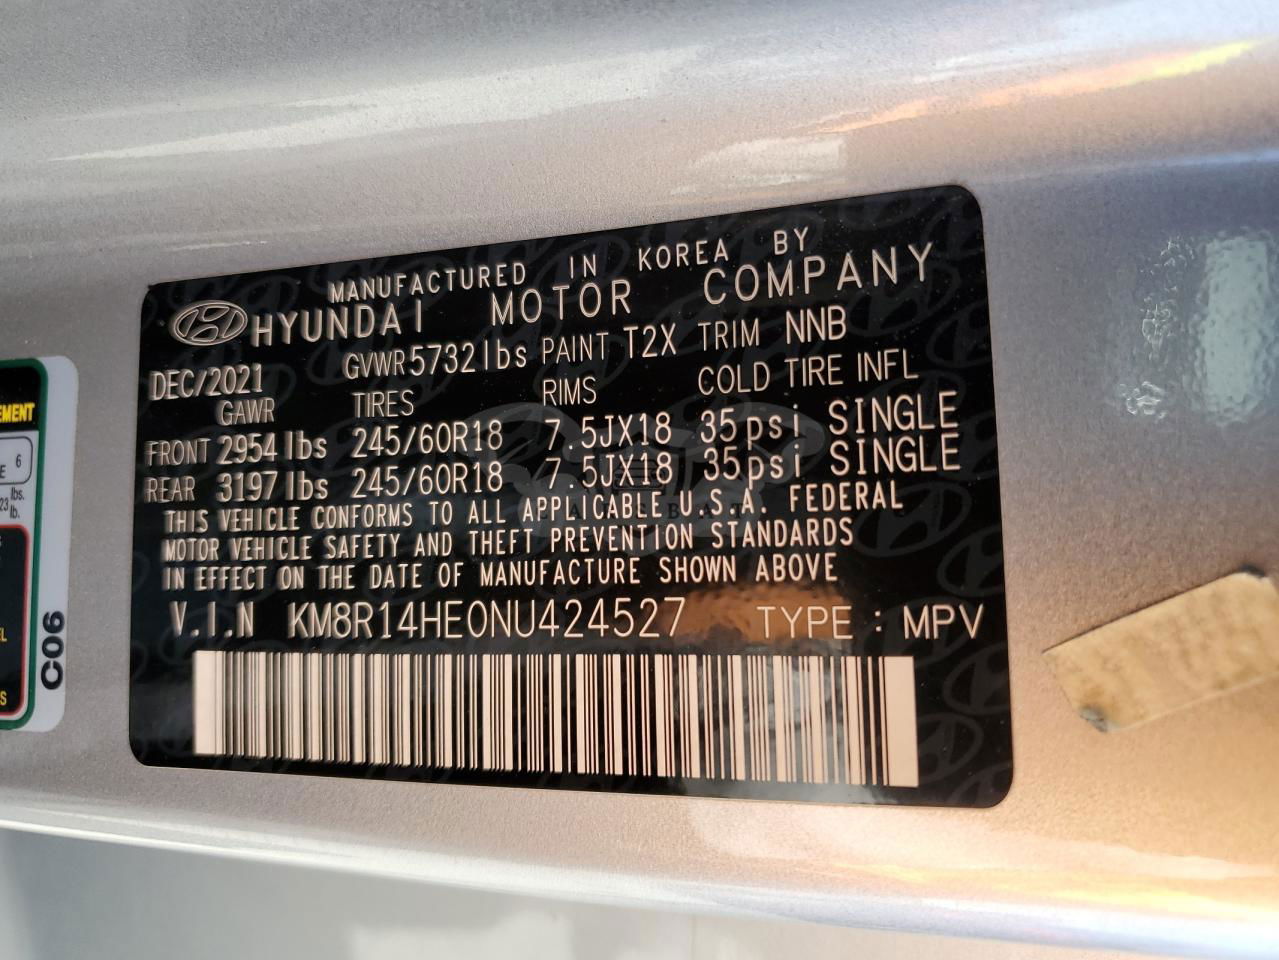 MANUFACTURED IN KOREA BY
HYUNDAI MOTOR COMPANY
DEC/2021 GVWR 5732 lbs PAINT T2X TRIM NNB
GAWR TIRES RIMS COLD TIRE INFL
FRONT 2954 lbs 245/60R18 7.5JX18 35psi SINGLE
REAR 3197 lbs 245/60R18 7.5JX18 35psi SINGLE
THIS VEHICLE CONFORMS TO ALL APPLICABLE U.S.A. FEDERAL
MOTOR VEHICLE SAFETY AND THEFT PREVENTION STANDARDS
IN EFFECT ON THE DATE OF MANUFACTURE SHOWN ABOVE
V.I.N KM8R14HE0NU424527 TYPE : MPV
C06
6
lbs.
lb.